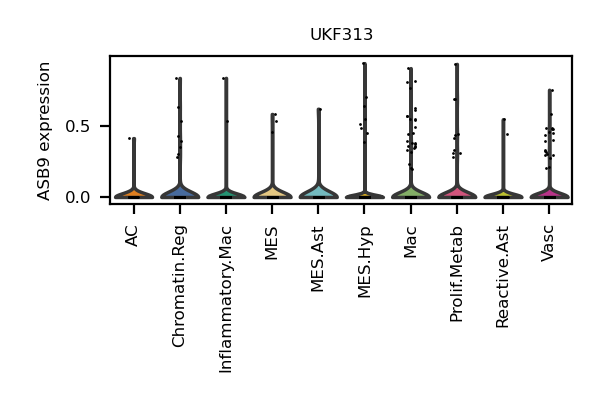 UKF313
ASB9 expression
0.5
0.0
AC
Chromatin.Reg
Inflammatory.Mac
MES
MES.Ast
MES.Hyp
Mac
Prolif.Metab
Reactive.Ast
Vasc